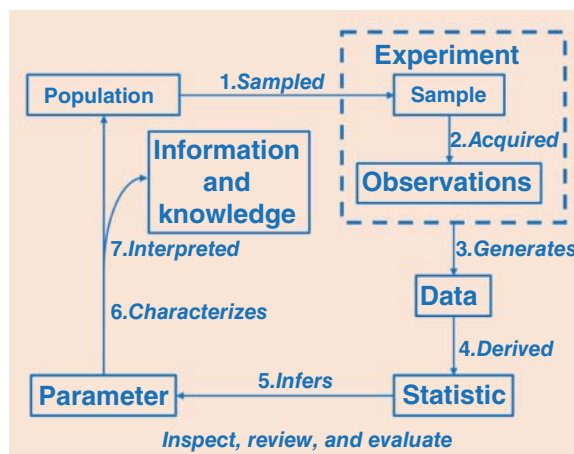 Experiment
Population
1.Sampled
Sample
2.Acquired
Observations
Information
and
knowledge
3.Generates
7.Interpreted
Data
6.Characterizes
4.Derived
5.Infers
Parameter
Statistic
Inspect, review, and evaluate